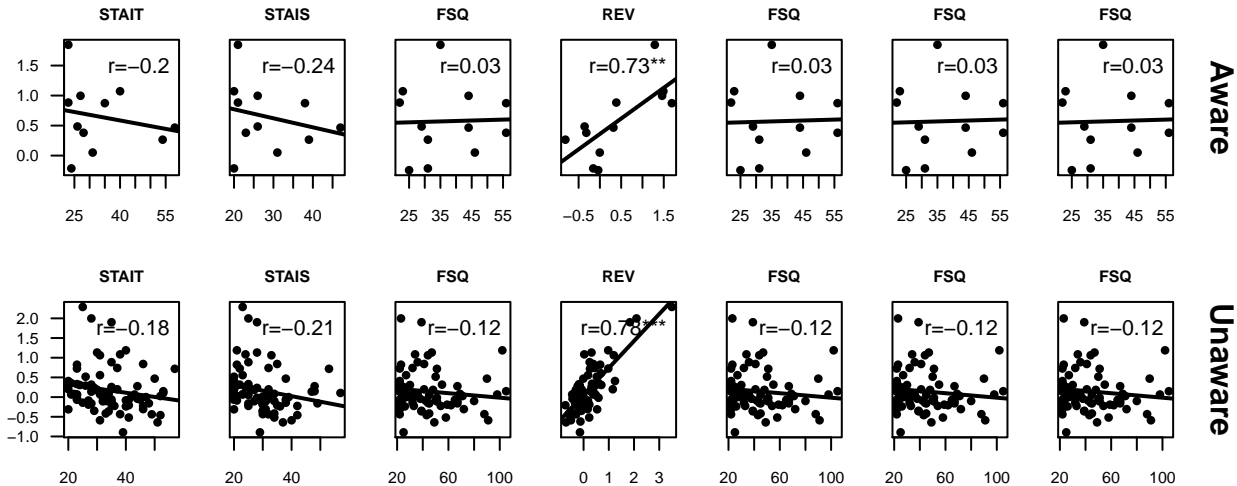 STAIT STAIS FSQ REV FSQ FSQ FSQ
r=−0.2 r=−0.24 r=0.03 r=0.73** r=0.03 r=0.03 r=0.03
1.5
1.0
0.5
0.0
25 40 55 20 30 40 25 35 45 55 −0.5 0.5 1.5 25 35 45 55 25 35 45 55 25 35 45 55
Aware
STAIT STAIS FSQ REV FSQ FSQ FSQ
r=−0.18 r=−0.21 r=−0.12 r=0.78*** r=−0.12 r=−0.12 r=−0.12
2.0
1.5
1.0
0.5
0.0
−0.5
−1.0
20 40 20 40 20 60 100 0 1 2 3 20 60 100 20 60 100 20 60 100
Unaware